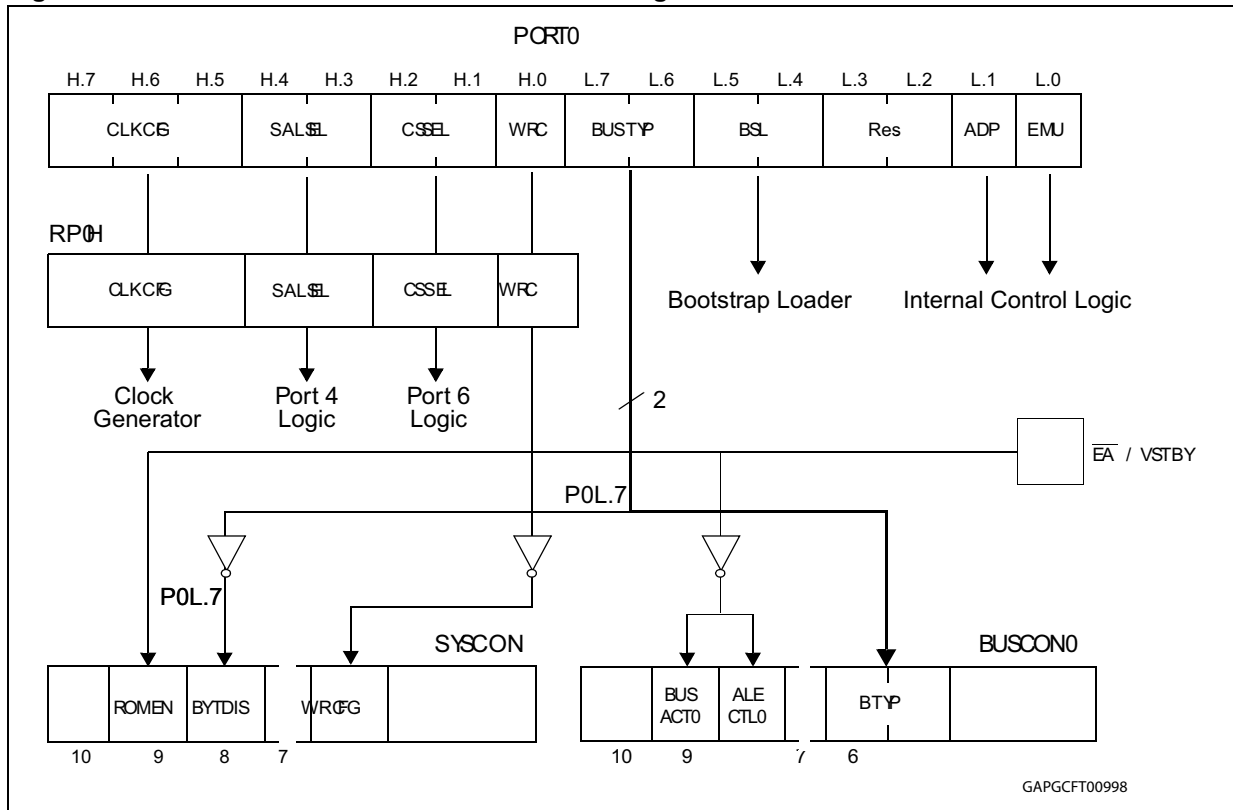 PORT0
H.7 H.6 H.5 H.4 H.3 H.2 H.1 H.0 L.7 L.6 L.5 L.4 L.3 L.2 L.1 L.0
CLKCFG SALSEL CSSEL WRC BUSTYP BSL Res ADP EMU
RP0H
CLKCFG SALSEL CSSEL WRC
Bootstrap Loader Internal Control Logic
Clock Generator
Port 4 Logic
Port 6 Logic
2
EA / VSTBY
P0L.7
P0L.7
SYSCON BUSCON0
ROMEN BYTDIS WRCFG
BUS ACT0
ALE CTL0
BTYP
10 9 8 7 10 9 7 6
GAPGCFT00998